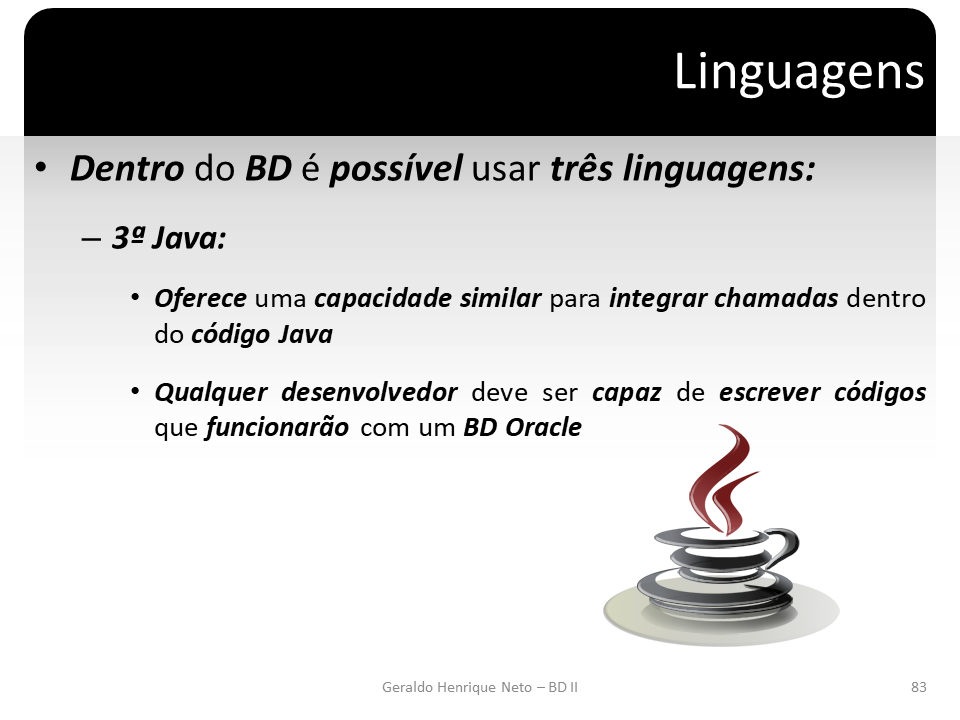 Linguagens
• Dentro do BD é possível usar três linguagens:
– 3ª Java:
• Oferece uma capacidade similar para integrar chamadas dentro
do código Java
• Qualquer desenvolvedor deve ser capaz de escrever códigos
que funcionarão com um BD Oracle
Geraldo Henrique Neto – BD II
83